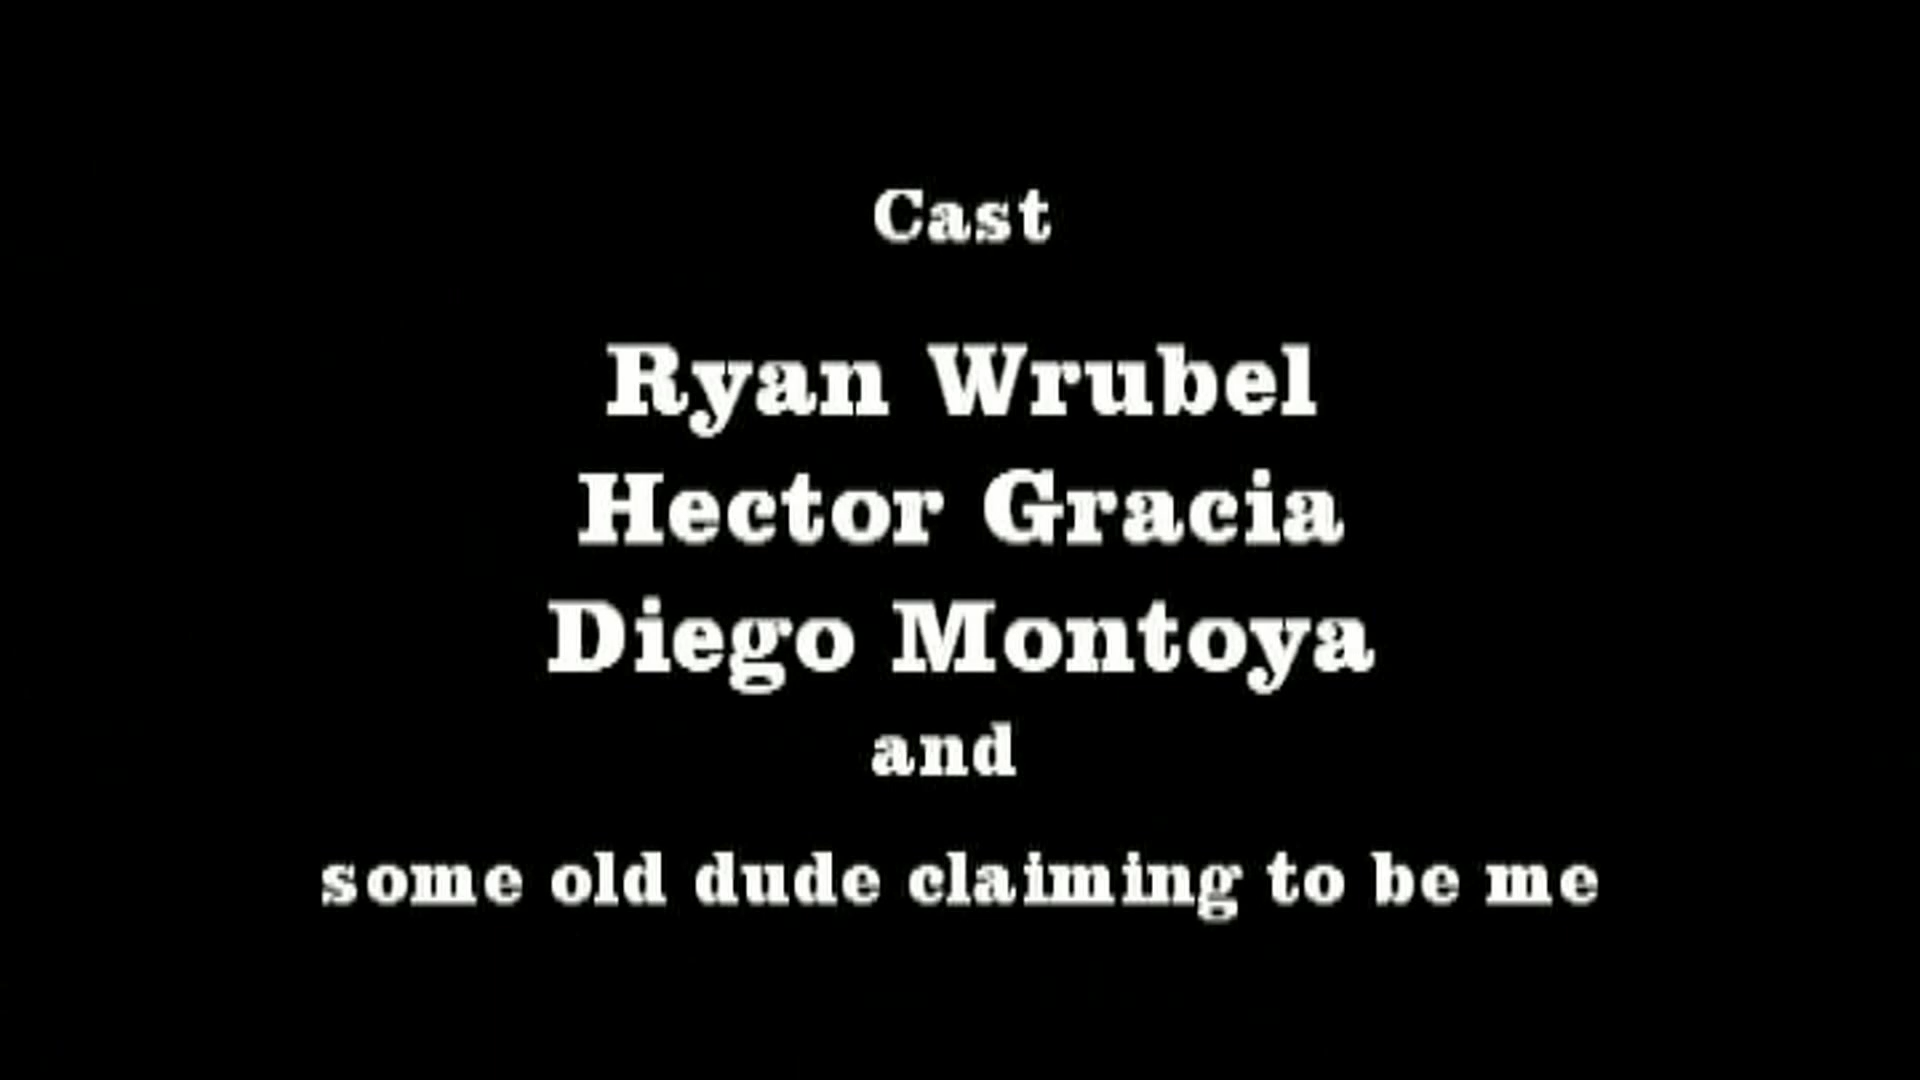 Cast
Ryan Wrubel
Hector Gracia
Diego Montoya
and
some old dude claiming to be me